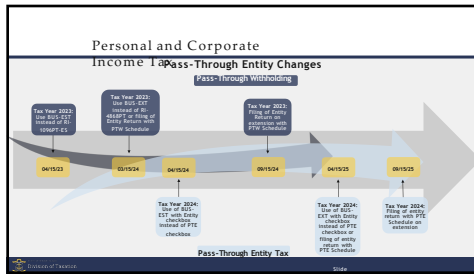 Personal and Corporate
Income Tax
Pass-Through Entity Changes
Pass-Through Withholding
Tax Year 2023:
Use BUS-EST
instead of RI-
1096PT-ES
Tax Year 2023:
Use BUS-EXT
instead of RI-
4868PT or filing of
Entity Return with
PTW Schedule
Tax Year 2023:
Filing of Entity
Return on
extension with
PTW Schedule
04/15/23
03/15/24
04/15/24
09/15/24
04/15/25
09/15/25
Tax Year 2024:
Use of BUS-
EST with Entity
checkbox
instead of PTE
checkbox
Tax Year 2024:
Use of BUS-
EXT with Entity
checkbox
instead of PTE
checkbox or
filing of entity
return with PTE
Schedule
Tax Year 2024:
Filing of entity
return with PTE
Schedule on
extension
Pass-Through Entity Tax
Division of Taxation
Slide